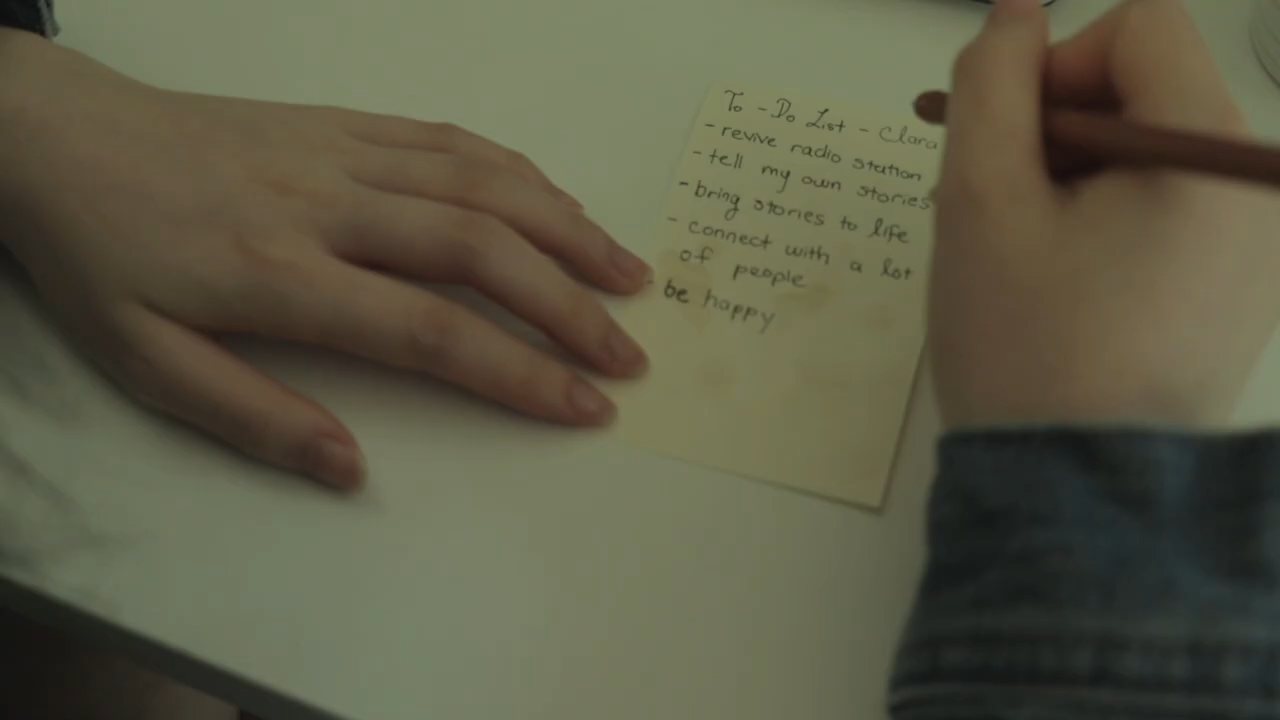 To - Do List - Clara
- revive radio station
- tell my own stories
- bring stories to life
- connect with a lot
of people
- be happy